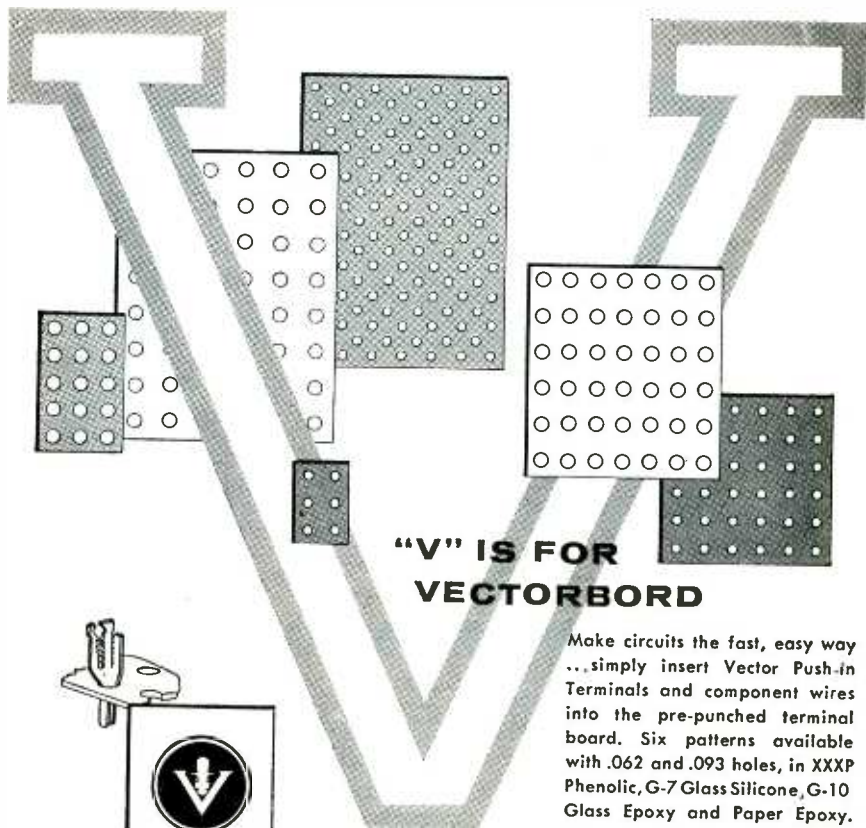 "V" IS FOR
VECTORBORD
Make circuits the fast, easy way
...simply insert Vector Push-in
Terminals and component wires
into the pre-punched terminal
board. Six patterns available
with .062 and .093 holes, in XXXP
Phenolic, G-7 Glass Silicone, G-10
Glass Epoxy and Paper Epoxy.